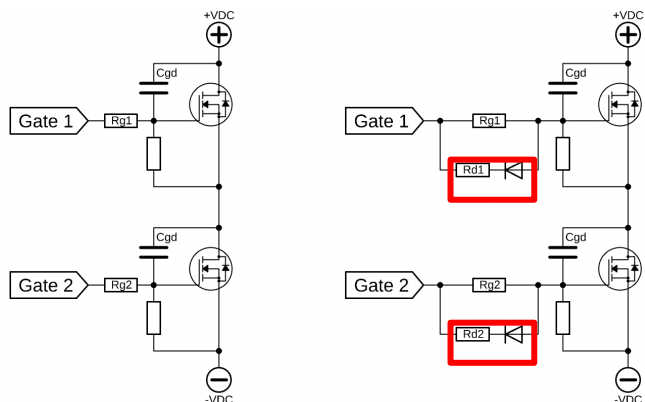 +VDC
+VDC
Cgd
Cgd
Gate 1
Rg1
Gate 1
Rg1
Rd1
Cgd
Cgd
Gate 2
Rg2
Gate 2
Rg2
Rd2
-VDC
-VDC